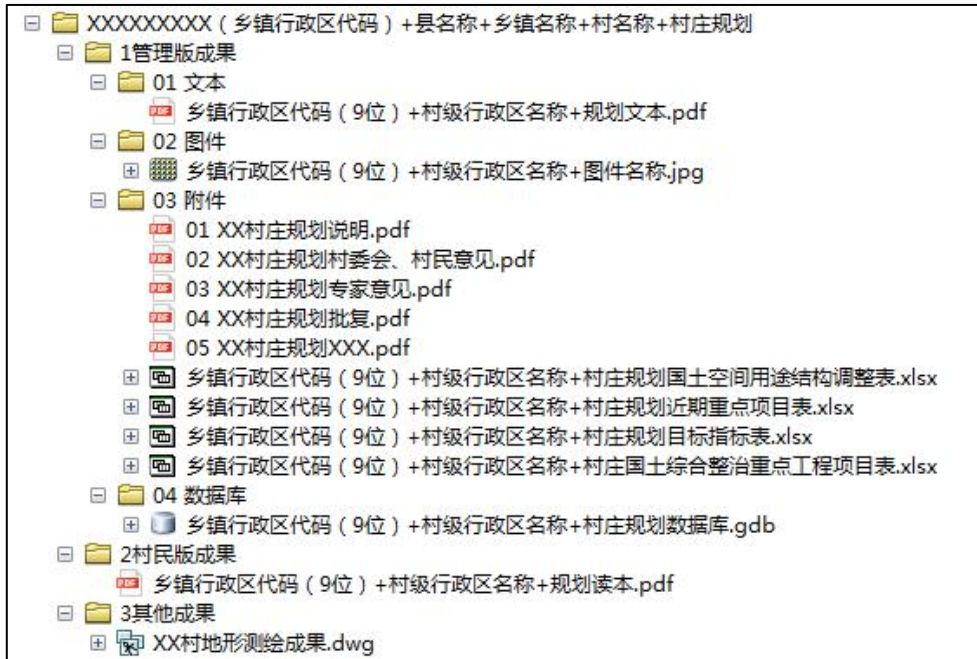 XXXXXXXXX（乡镇行政区代码）+县名称+乡镇名称+村名称+村庄规划
1管理版成果
01 文本
乡镇行政区代码（9位）+村级行政区名称+规划文本.pdf
02 图件
乡镇行政区代码（9位）+村级行政区名称+图件名称.jpg
03 附件
01 XX村庄规划说明.pdf
02 XX村庄规划村委会、村民意见.pdf
03 XX村庄规划专家意见.pdf
04 XX村庄规划批复.pdf
05 XX村庄规划XXX.pdf
乡镇行政区代码（9位）+村级行政区名称+村庄规划国土空间用途结构调整表.xlsx
乡镇行政区代码（9位）+村级行政区名称+村庄规划近期重点项目表.xlsx
乡镇行政区代码（9位）+村级行政区名称+村庄规划目标指标表.xlsx
乡镇行政区代码（9位）+村级行政区名称+村庄国土综合整治重点工程项目表.xlsx
04 数据库
乡镇行政区代码（9位）+村级行政区名称+村庄规划数据库.gdb
2村民版成果
乡镇行政区代码（9位）+村级行政区名称+规划读本.pdf
3其他成果
XX村地形测绘成果.dwg